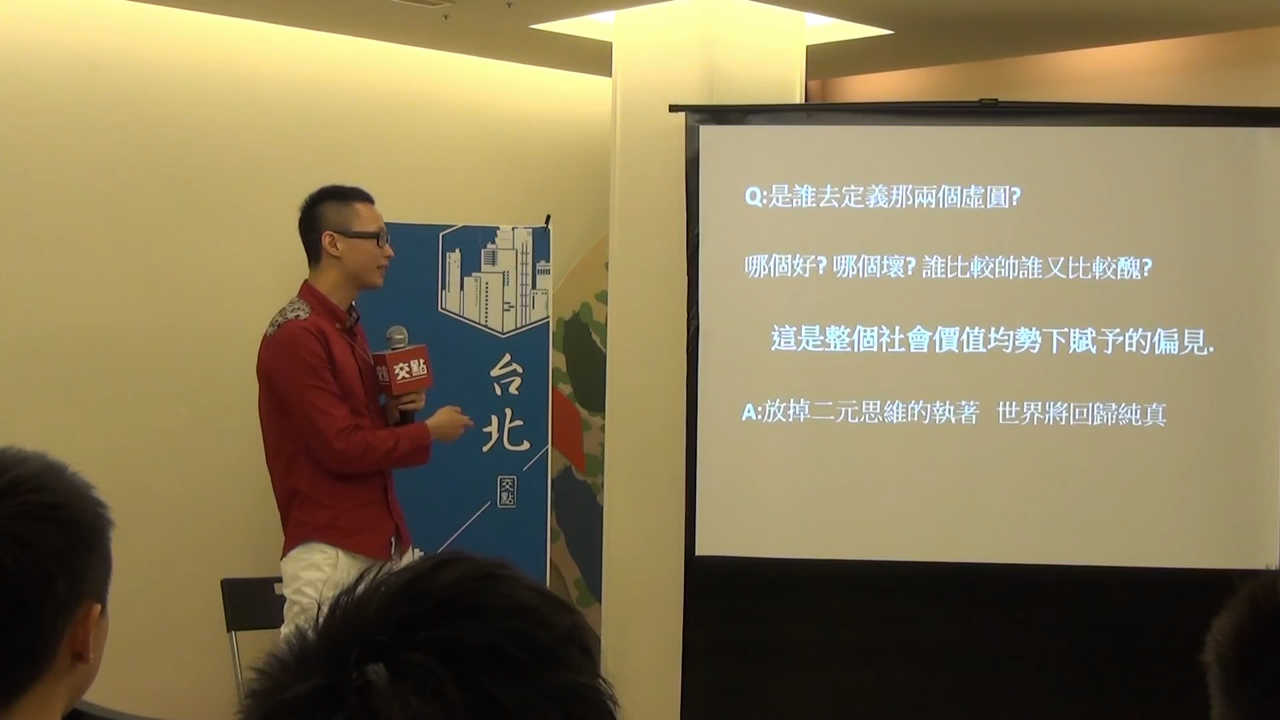 Q:是誰去定義那兩個虛圓?
哪個好? 哪個壞? 誰比較帥誰又比較醜?
這是整個社會價值均勢下賦予的偏見.
A:放掉二元思維的執著 世界將回歸純真
交點
台北
交點